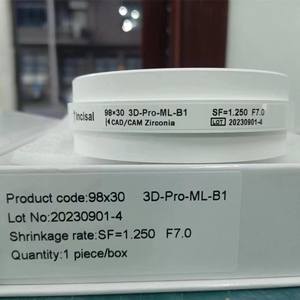 Incisal
98×30 3D-Pro-ML-B1 SF=1.250 F7.0
CAD/CAM Zirconia LOT 20230901-4
Product code:98x30 3D-Pro-ML-B1
Lot No:20230901-4
Shrinkage rate:SF=1.250 F7.0
Quantity:1 piece/box